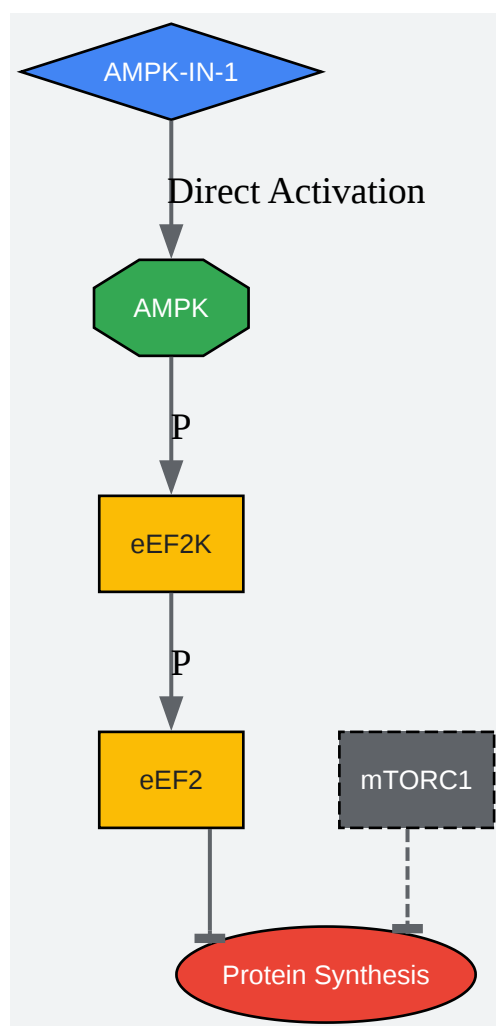 AMPK-IN-1
Direct Activation
AMPK
P
eEF2K
P
eEF2
mTORC1
Protein Synthesis